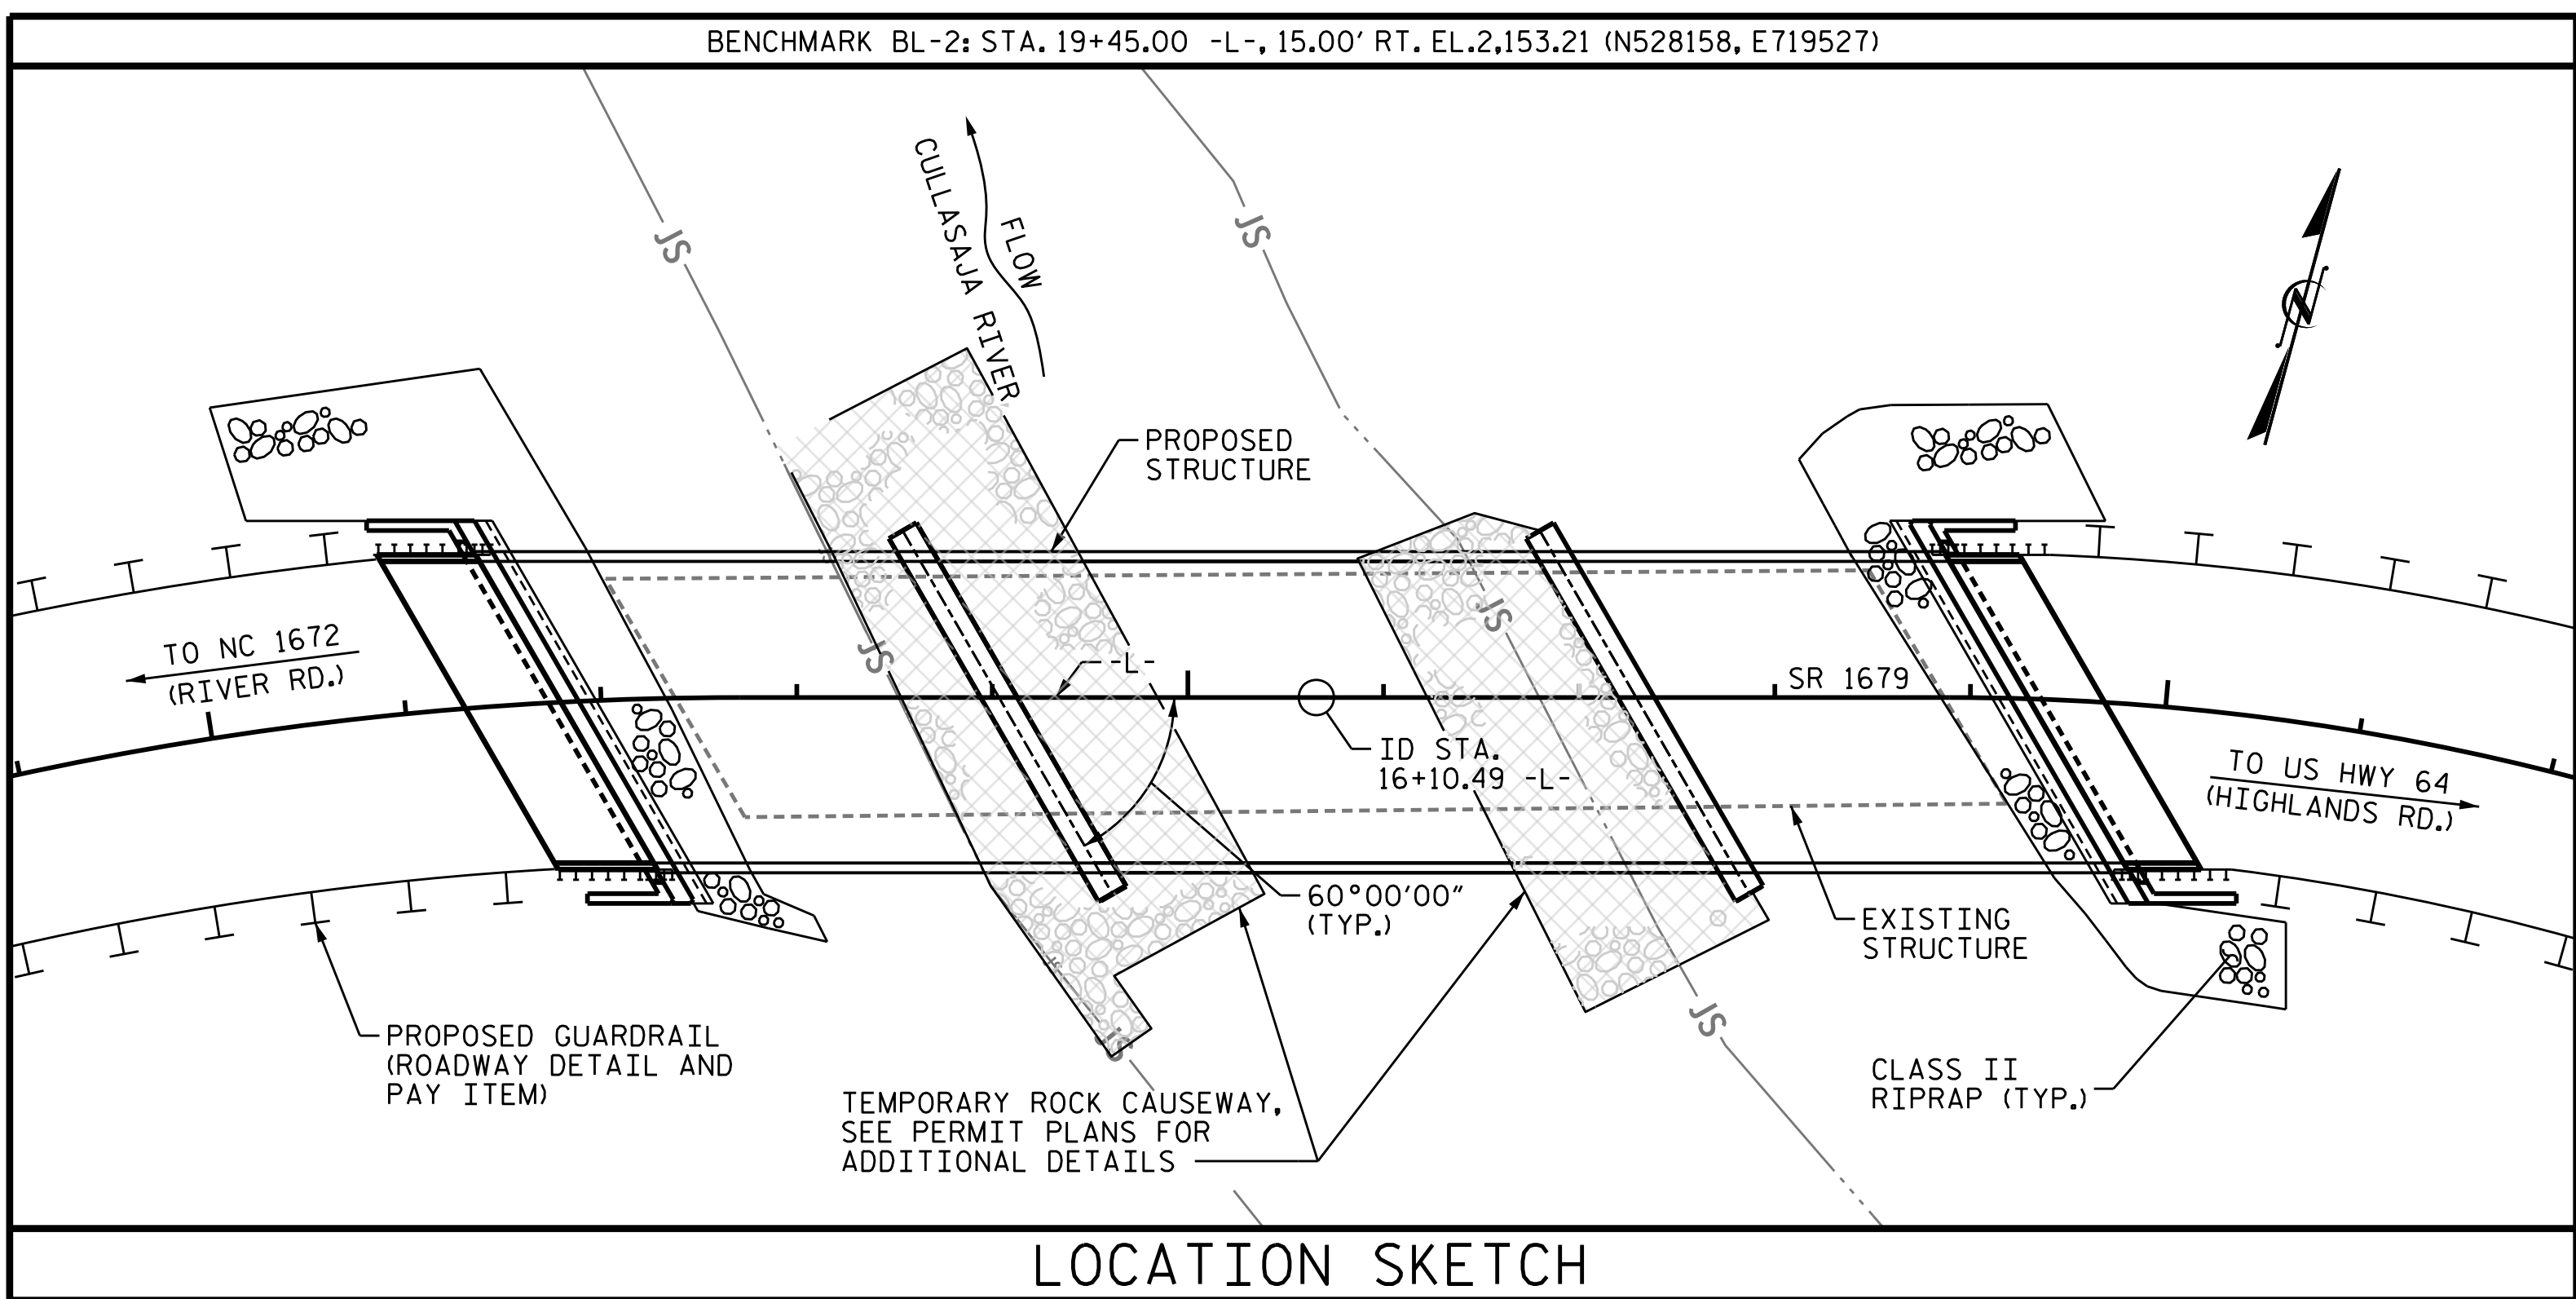 BENCHMARK BL-2: STA. 19+45.00 -L-, 15.00' RT. EL.2,153.21 (N528158, E719527)
JS
JS
CULLASAJA RIVER
FLOW
N
PROPOSED
STRUCTURE
JS
TO NC 1672
(RIVER RD.)
JS
-L-
SR 1679
ID STA.
16+10.49 -L-
TO US HWY 64
(HIGHLANDS RD.)
60°00'00"
(TYP.)
EXISTING
STRUCTURE
JS
JS
JS
PROPOSED GUARDRAIL
(ROADWAY DETAIL AND
PAY ITEM)
TEMPORARY ROCK CAUSEWAY,
SEE PERMIT PLANS FOR
ADDITIONAL DETAILS
CLASS II
RIPRAP (TYP.)
LOCATION SKETCH